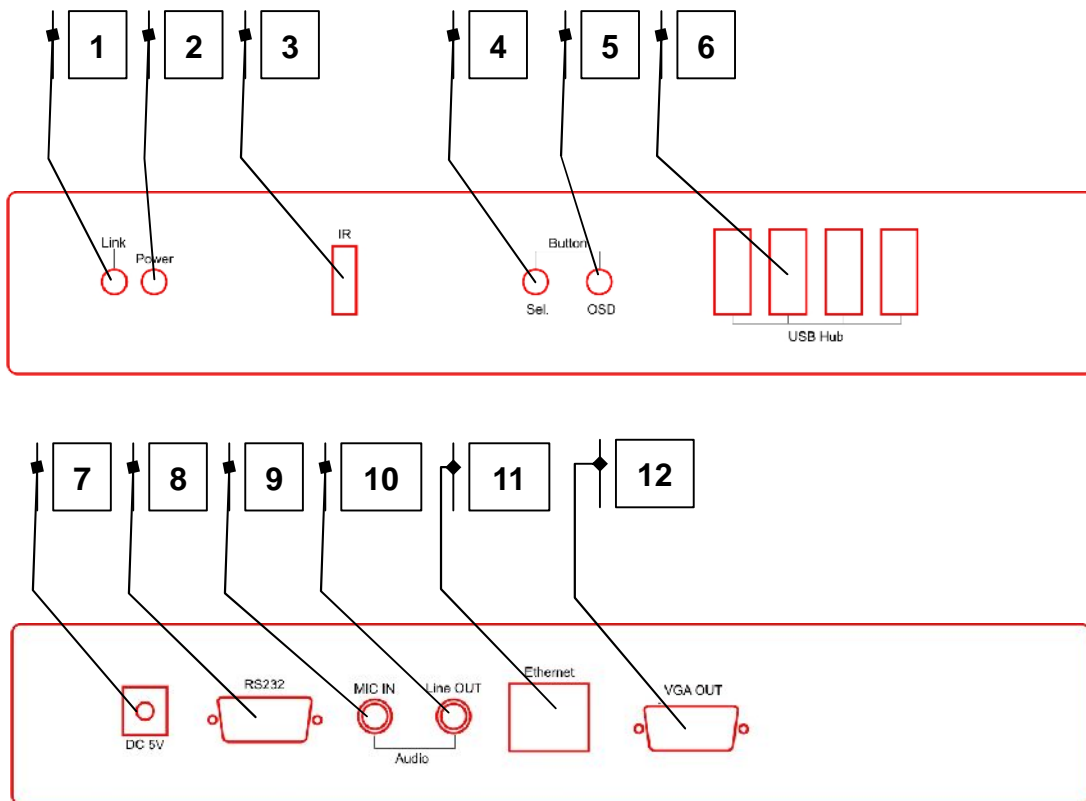 1 2 3 4 5 6
IR
Link
Button
Power
Sel. OSD
USB Hub
7 8 9 10 11 12
Ethernet
RS232 MIC IN Line OUT VGA OUT
DC 5V
Audio